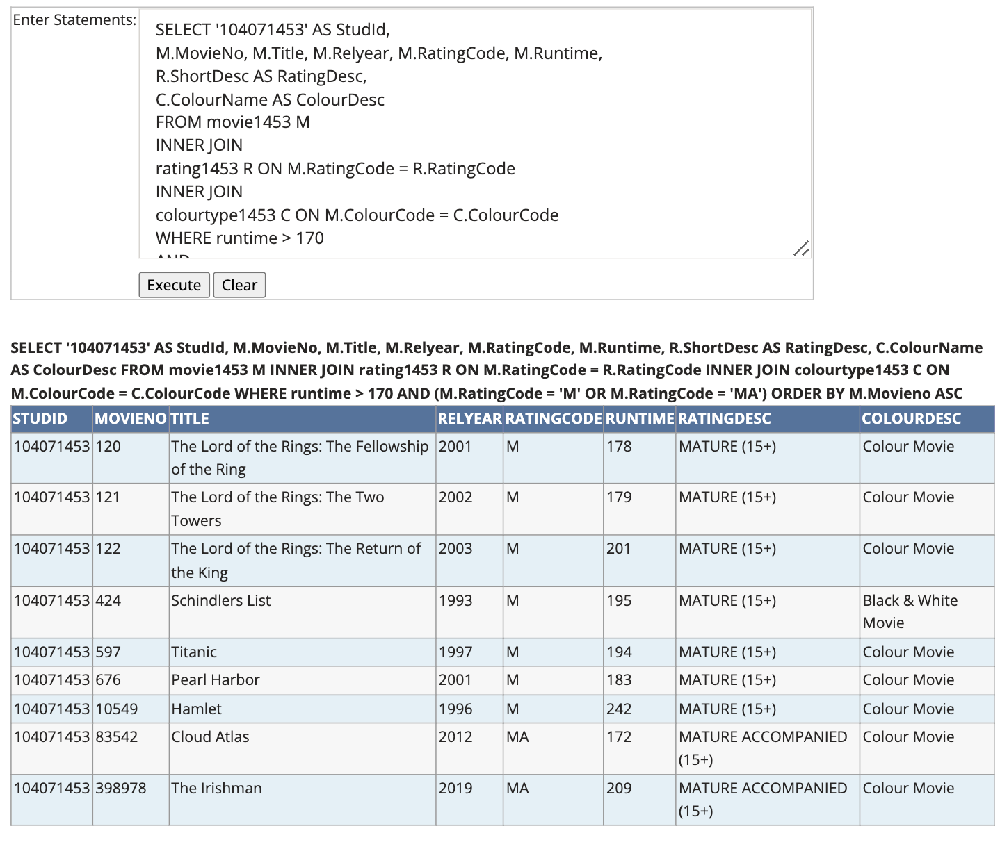 Enter Statements:
SELECT '104071453' AS StudId,
M.MovieNo, M.Title, M.Relyear, M.RatingCode, M.Runtime,
R.ShortDesc AS RatingDesc,
C.ColourName AS ColourDesc
FROM movie1453 M
INNER JOIN
rating1453 R ON M.RatingCode = R.RatingCode
INNER JOIN
colourtype1453 C ON M.ColourCode = C.ColourCode
WHERE runtime > 170
AND
Execute Clear
SELECT '104071453' AS StudId, M.MovieNo, M.Title, M.Relyear, M.RatingCode, M.Runtime, R.ShortDesc AS RatingDesc, C.ColourName
AS ColourDesc FROM movie1453 M INNER JOIN rating1453 R ON M.RatingCode = R.RatingCode INNER JOIN colourtype1453 C ON
M.ColourCode = C.ColourCode WHERE runtime > 170 AND (M.RatingCode = 'M' OR M.RatingCode = 'MA') ORDER BY M.Movieno ASC
STUDID MOVIENO TITLE RELYEAR RATINGCODE RUNTIME RATINGDESC COLOURDESC
104071453 120 The Lord of the Rings: The Fellowship 2001 M 178 MATURE (15+) Colour Movie
of the Ring
104071453 121 The Lord of the Rings: The Two 2002 M 179 MATURE (15+) Colour Movie
Towers
104071453 122 The Lord of the Rings: The Return of 2003 M 201 MATURE (15+) Colour Movie
the King
104071453 424 Schindlers List 1993 M 195 MATURE (15+) Black & White
Movie
104071453 597 Titanic 1997 M 194 MATURE (15+) Colour Movie
104071453 676 Pearl Harbor 2001 M 183 MATURE (15+) Colour Movie
104071453 10549 Hamlet 1996 M 242 MATURE (15+) Colour Movie
104071453 83542 Cloud Atlas 2012 MA 172 MATURE ACCOMPANIED Colour Movie
(15+)
104071453 398978 The Irishman 2019 MA 209 MATURE ACCOMPANIED Colour Movie
(15+)